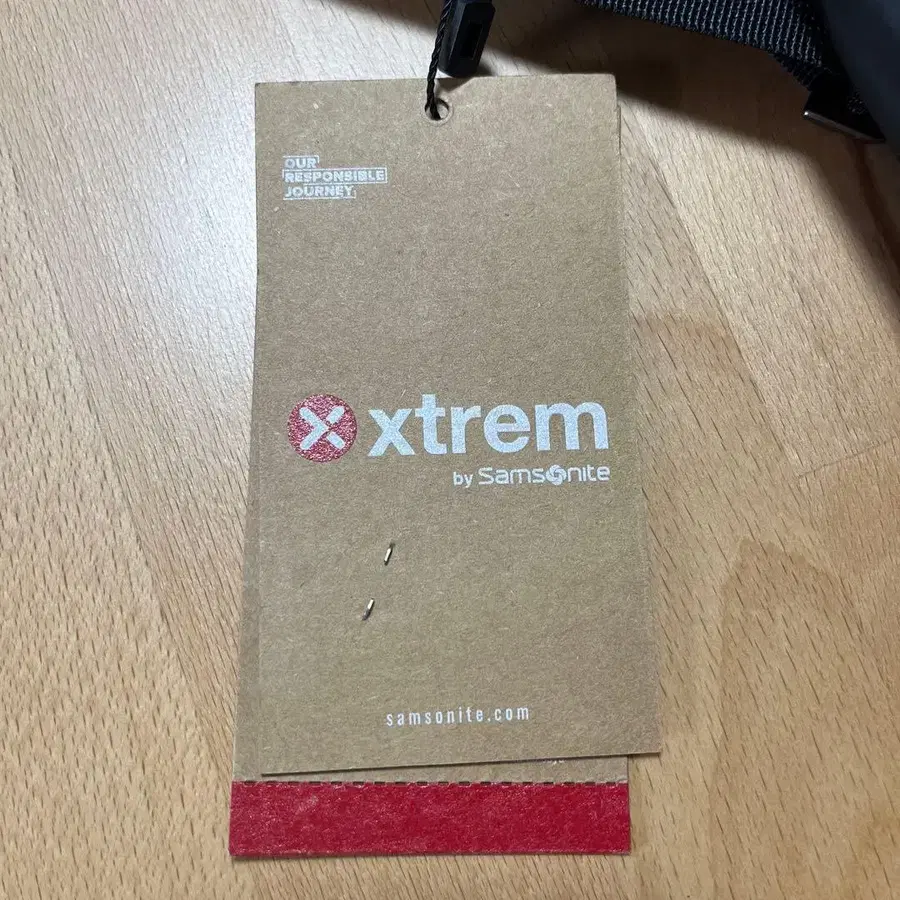 OUR
RESPONSIBLE
JOURNEY
xtrem
by Samsonite
samsonite.com